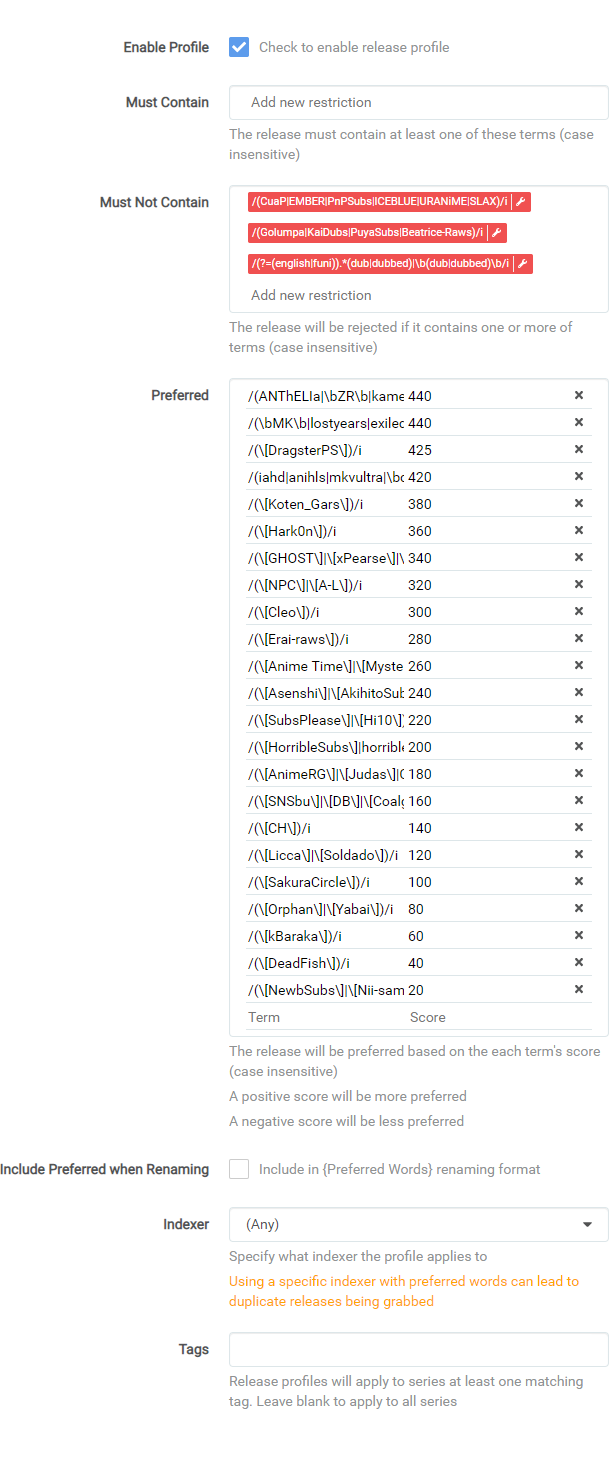 Enable Profile
Check to enable release profile
Must Contain
Add new restriction
The release must contain at least one of these terms (case
insensitive)
Must Not Contain
/(CuaP|EMBER|PnPSubs|ICEBLUE|URANiME|SLAX)/i
/(Golumpa|KaiDubs|PuyaSubs|Beatrice-Raws)/i
/(?=(english|funi)).*(dub|dubbed)|\b(dub|dubbed)\b/i
Add new restriction
The release will be rejected if it contains one or more of
terms (case insensitive)
Preferred
/(ANThELIa|\bZR\b|kame 440
/(\bMK\b|lostyears|exiled 440
/(\[DragsterPS\])/i 425
/(iahd|anihls|mkvultra|\bd 420
/(\[Koten_Gars\])/i 380
/(\[Hark0n\])/i 360
/(\[GHOST\]|\[xPearse\]|\ 340
/(\[NPC\]|\[A-L\])/i 320
/(\[Cleo\])/i 300
/(\[Erai-raws\])/i 280
/(\[Anime Time\]|\[Myste 260
/(\[Asenshi\]|\[AkihitoSub 240
/(\[SubsPlease\]|\[Hi10\] 220
/(\[HorribleSubs\]|horrible 200
/(\[AnimeRG\]|\[Judas\]|C 180
/(\[SNSbu\]|\[DB\]|\[Coalg 160
/(\[CH\])/i 140
/(\[Licca\]|\[Soldado\])/i 120
/(\[SakuraCircle\])/i 100
/(\[Orphan\]|\[Yabai\])/i 80
/(\[kBaraka\])/i 60
/(\[DeadFish\])/i 40
/(\[NewbSubs\]|\[Nii-sam 20
Term Score
The release will be preferred based on the each term's score
(case insensitive)
A positive score will be more preferred
A negative score will be less preferred
Include Preferred when Renaming
Include in {Preferred Words} renaming format
Indexer
(Any)
Specify what indexer the profile applies to
Using a specific indexer with preferred words can lead to
duplicate releases being grabbed
Tags
Release profiles will apply to series at least one matching
tag. Leave blank to apply to all series